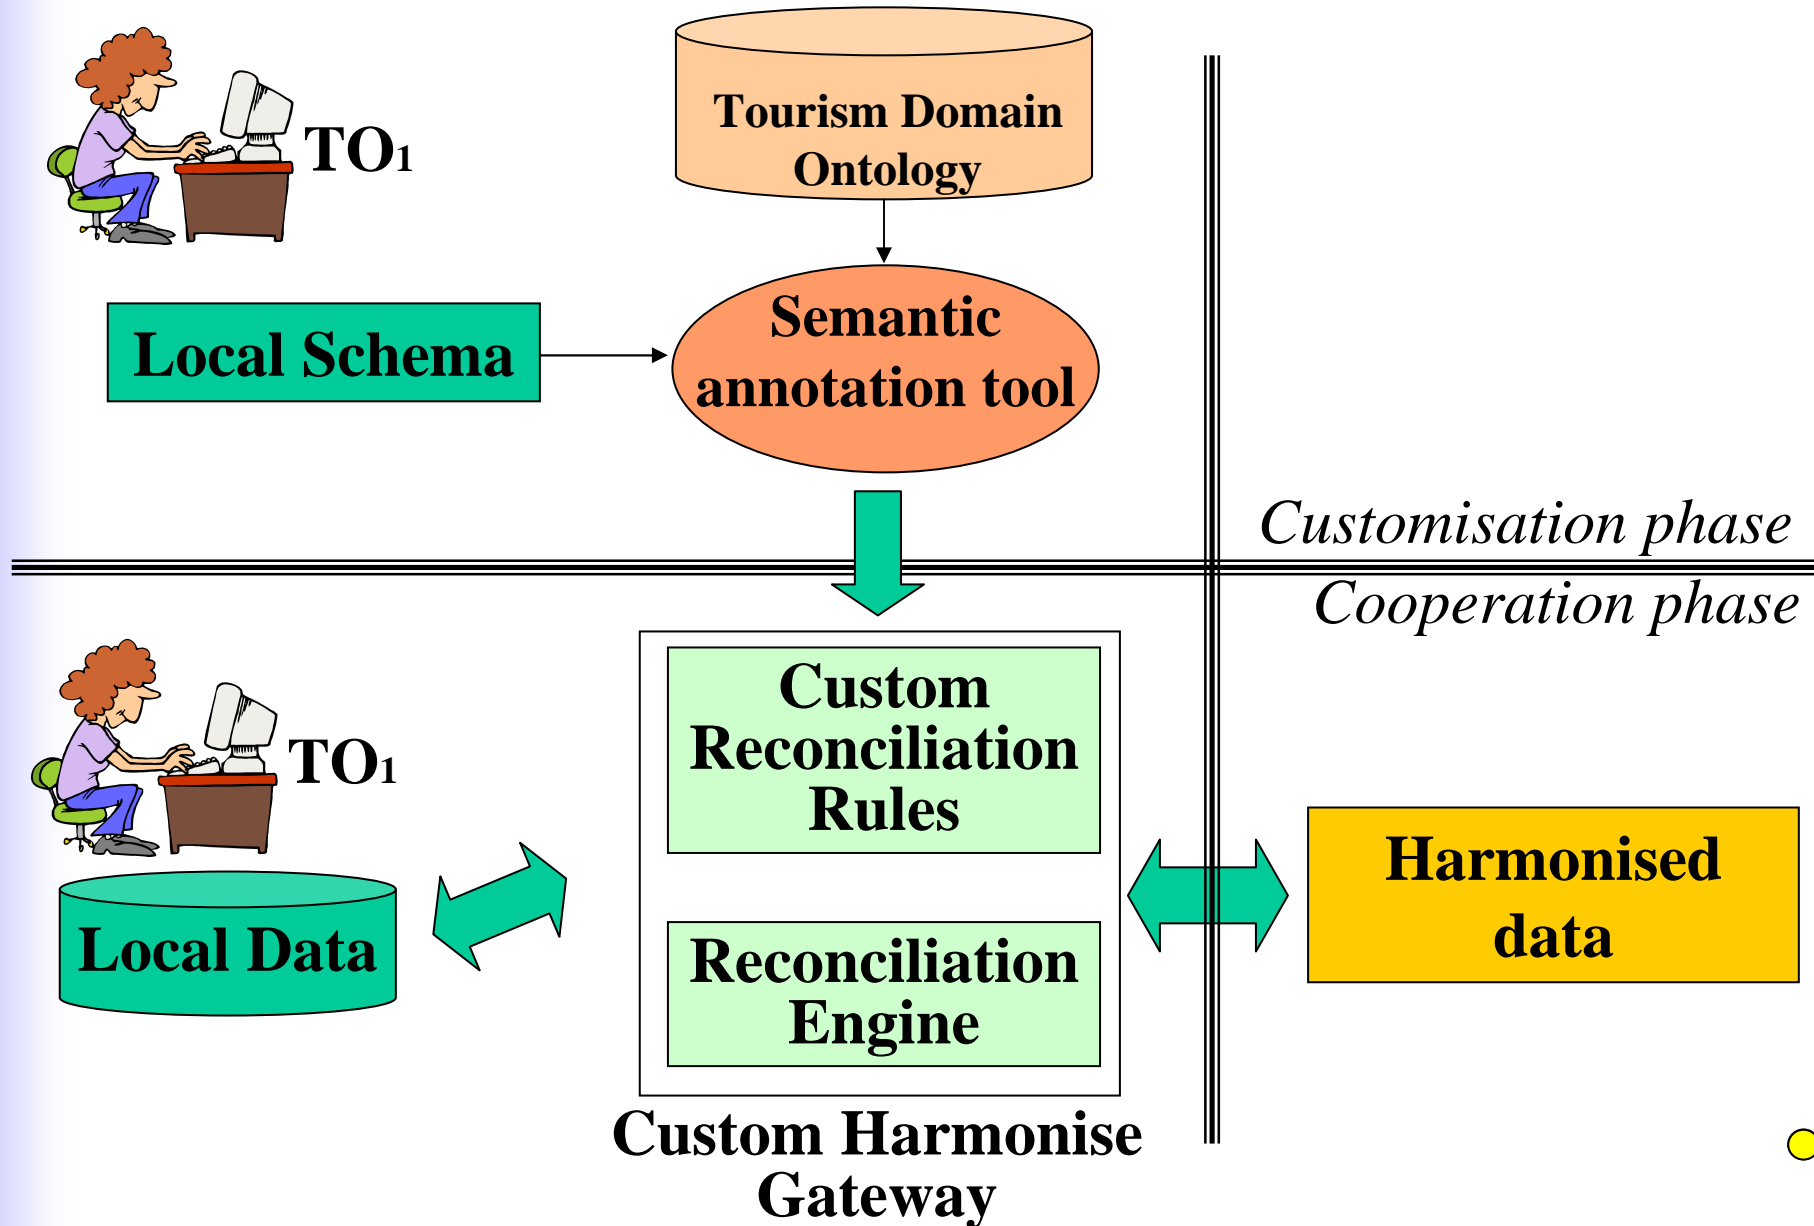 Tourism Domain
Ontology
TO1
Local Schema
Semantic
annotation tool
Customisation phase
Cooperation phase
TO1
Local Data
Custom
Reconciliation
Rules
Reconciliation
Engine
Custom Harmonise
Gateway
Harmonised
data